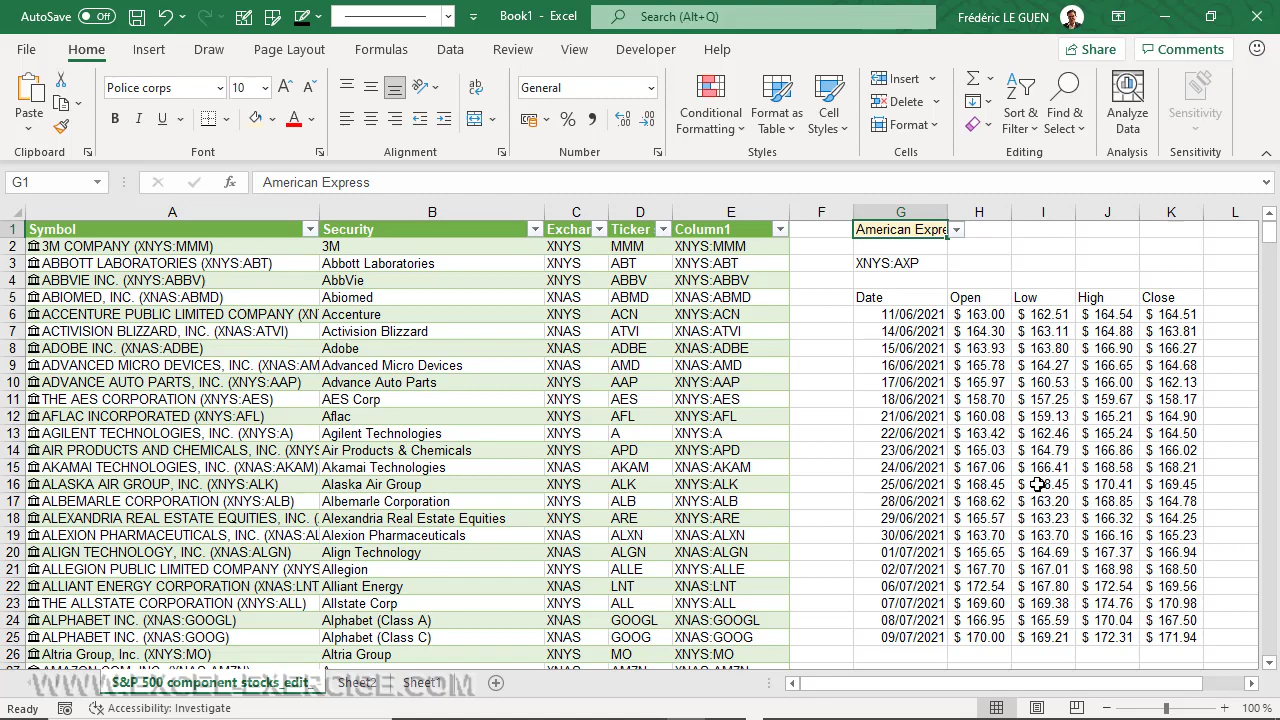 AutoSave Off Book1 - Excel Search (Alt+Q) Frédéric LE GUEN
File Home Insert Draw Page Layout Formulas Data Review View Developer Help Share Comments
Police corps 10 General Insert Delete Format
Paste B I U A Conditional Formatting Format as Table Cell Styles Sort & Filter Find & Select Analyze Data Sensitivity
Clipboard Font Alignment Number Styles Cells Editing Analysis Sensitivity
G1 fx American Express
A B C D E F G H I J K L
1 Symbol Security Exchar Ticker Column1 American Expre
2 3M COMPANY (XNYS:MMM) 3M XNYS MMM XNYS:MMM
3 ABBOTT LABORATORIES (XNYS:ABT) Abbott Laboratories XNYS ABT XNYS:ABT XNYS:AXP
4 ABBVIE INC. (XNYS:ABBV) AbbVie XNYS ABBV XNYS:ABBV
5 ABIOMED, INC. (XNAS:ABMD) Abiomed XNAS ABMD XNAS:ABMD Date Open Low High Close
6 ACCENTURE PUBLIC LIMITED COMPANY (XN Accenture XNYS ACN XNYS:ACN 11/06/2021 $ 163.00 $ 162.51 $ 164.54 $ 164.51
7 ACTIVISION BLIZZARD, INC. (XNAS:ATVI) Activision Blizzard XNAS ATVI XNAS:ATVI 14/06/2021 $ 164.30 $ 163.11 $ 164.88 $ 163.81
8 ADOBE INC. (XNAS:ADBE) Adobe XNAS ADBE XNAS:ADBE 15/06/2021 $ 163.93 $ 163.80 $ 166.90 $ 166.27
9 ADVANCED MICRO DEVICES, INC. (XNAS:AM Advanced Micro Devices XNAS AMD XNAS:AMD 16/06/2021 $ 165.78 $ 164.27 $ 166.65 $ 164.68
10 ADVANCE AUTO PARTS, INC. (XNYS:AAP) Advance Auto Parts XNYS AAP XNYS:AAP 17/06/2021 $ 165.97 $ 160.53 $ 166.00 $ 162.13
11 THE AES CORPORATION (XNYS:AES) AES Corp XNYS AES XNYS:AES 18/06/2021 $ 158.70 $ 157.25 $ 159.67 $ 158.17
12 AFLAC INCORPORATED (XNYS:AFL) Aflac XNYS AFL XNYS:AFL 21/06/2021 $ 160.08 $ 159.13 $ 165.21 $ 164.90
13 AGILENT TECHNOLOGIES, INC. (XNYS:A) Agilent Technologies XNYS A XNYS:A 22/06/2021 $ 163.42 $ 162.46 $ 165.24 $ 164.50
14 AIR PRODUCTS AND CHEMICALS, INC. (XNY Air Products & Chemicals XNYS APD XNYS:APD 23/06/2021 $ 165.03 $ 164.79 $ 166.86 $ 166.02
15 AKAMAI TECHNOLOGIES, INC. (XNAS:AKAM) Akamai Technologies XNAS AKAM XNAS:AKAM 24/06/2021 $ 167.06 $ 166.41 $ 168.58 $ 168.21
16 ALASKA AIR GROUP, INC. (XNYS:ALK) Alaska Air Group XNYS ALK XNYS:ALK 25/06/2021 $ 168.45 $ 8.45 $ 170.41 $ 169.45
17 ALBEMARLE CORPORATION (XNYS:ALB) Albemarle Corporation XNYS ALB XNYS:ALB 28/06/2021 $ 168.62 $ 163.20 $ 168.85 $ 164.78
18 ALEXANDRIA REAL ESTATE EQUITIES, INC. ( Alexandria Real Estate Equities XNYS ARE XNYS:ARE 29/06/2021 $ 165.57 $ 163.23 $ 166.32 $ 164.25
19 ALEXION PHARMACEUTICALS, INC. (XNAS:A Alexion Pharmaceuticals XNAS ALXN XNAS:ALXN 30/06/2021 $ 163.70 $ 163.70 $ 166.16 $ 165.23
20 ALIGN TECHNOLOGY, INC. (XNAS:ALGN) Align Technology XNAS ALGN XNAS:ALGN 01/07/2021 $ 165.65 $ 164.69 $ 167.37 $ 166.94
21 ALLEGION PUBLIC LIMITED COMPANY (XNYS Allegion XNYS ALLE XNYS:ALLE 02/07/2021 $ 167.70 $ 167.01 $ 168.98 $ 168.50
22 ALLIANT ENERGY CORPORATION (XNAS:LNT Alliant Energy XNAS LNT XNAS:LNT 06/07/2021 $ 172.54 $ 167.80 $ 172.54 $ 169.56
23 THE ALLSTATE CORPORATION (XNYS:ALL) Allstate Corp XNYS ALL XNYS:ALL 07/07/2021 $ 169.60 $ 169.38 $ 174.76 $ 170.98
24 ALPHABET INC. (XNAS:GOOGL) Alphabet (Class A) XNAS GOOGL XNAS:GOOGL 08/07/2021 $ 166.95 $ 165.59 $ 170.04 $ 167.50
25 ALPHABET INC. (XNAS:GOOG) Alphabet (Class C) XNAS GOOG XNAS:GOOG 09/07/2021 $ 170.00 $ 169.21 $ 172.31 $ 171.94
26 Altria Group, Inc. (XNYS:MO) Altria Group XNYS MO XNYS:MO
S&P 500 component stocks_edit Sheet2 Sheet1
WWW.EXCEL-EXERCISE.COM
Ready Accessibility: Investigate 100 %